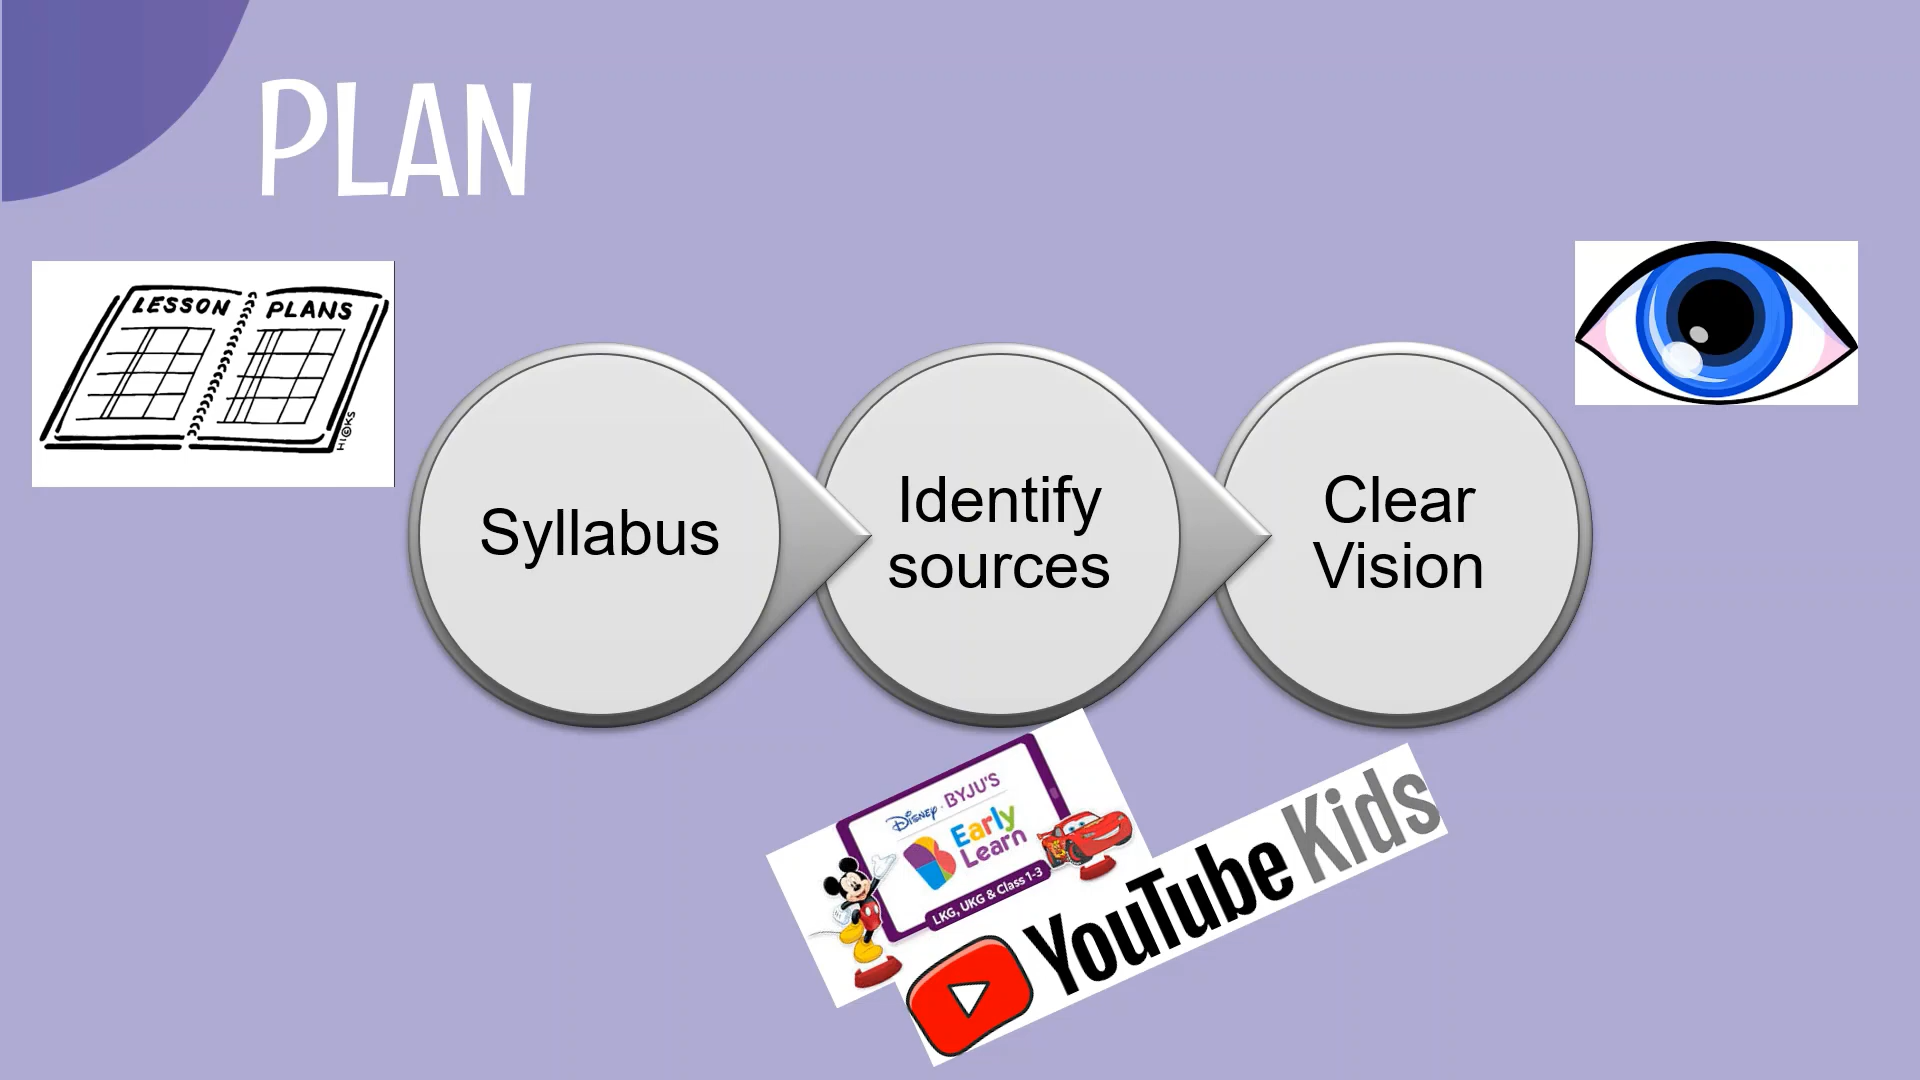 PLAN
LESSON PLANS
HICKS
Syllabus
Identify
sources
Clear
Vision
Disney · BYJU'S
Early
Learn
LKG, UKG & Class 1-3
YouTube Kids